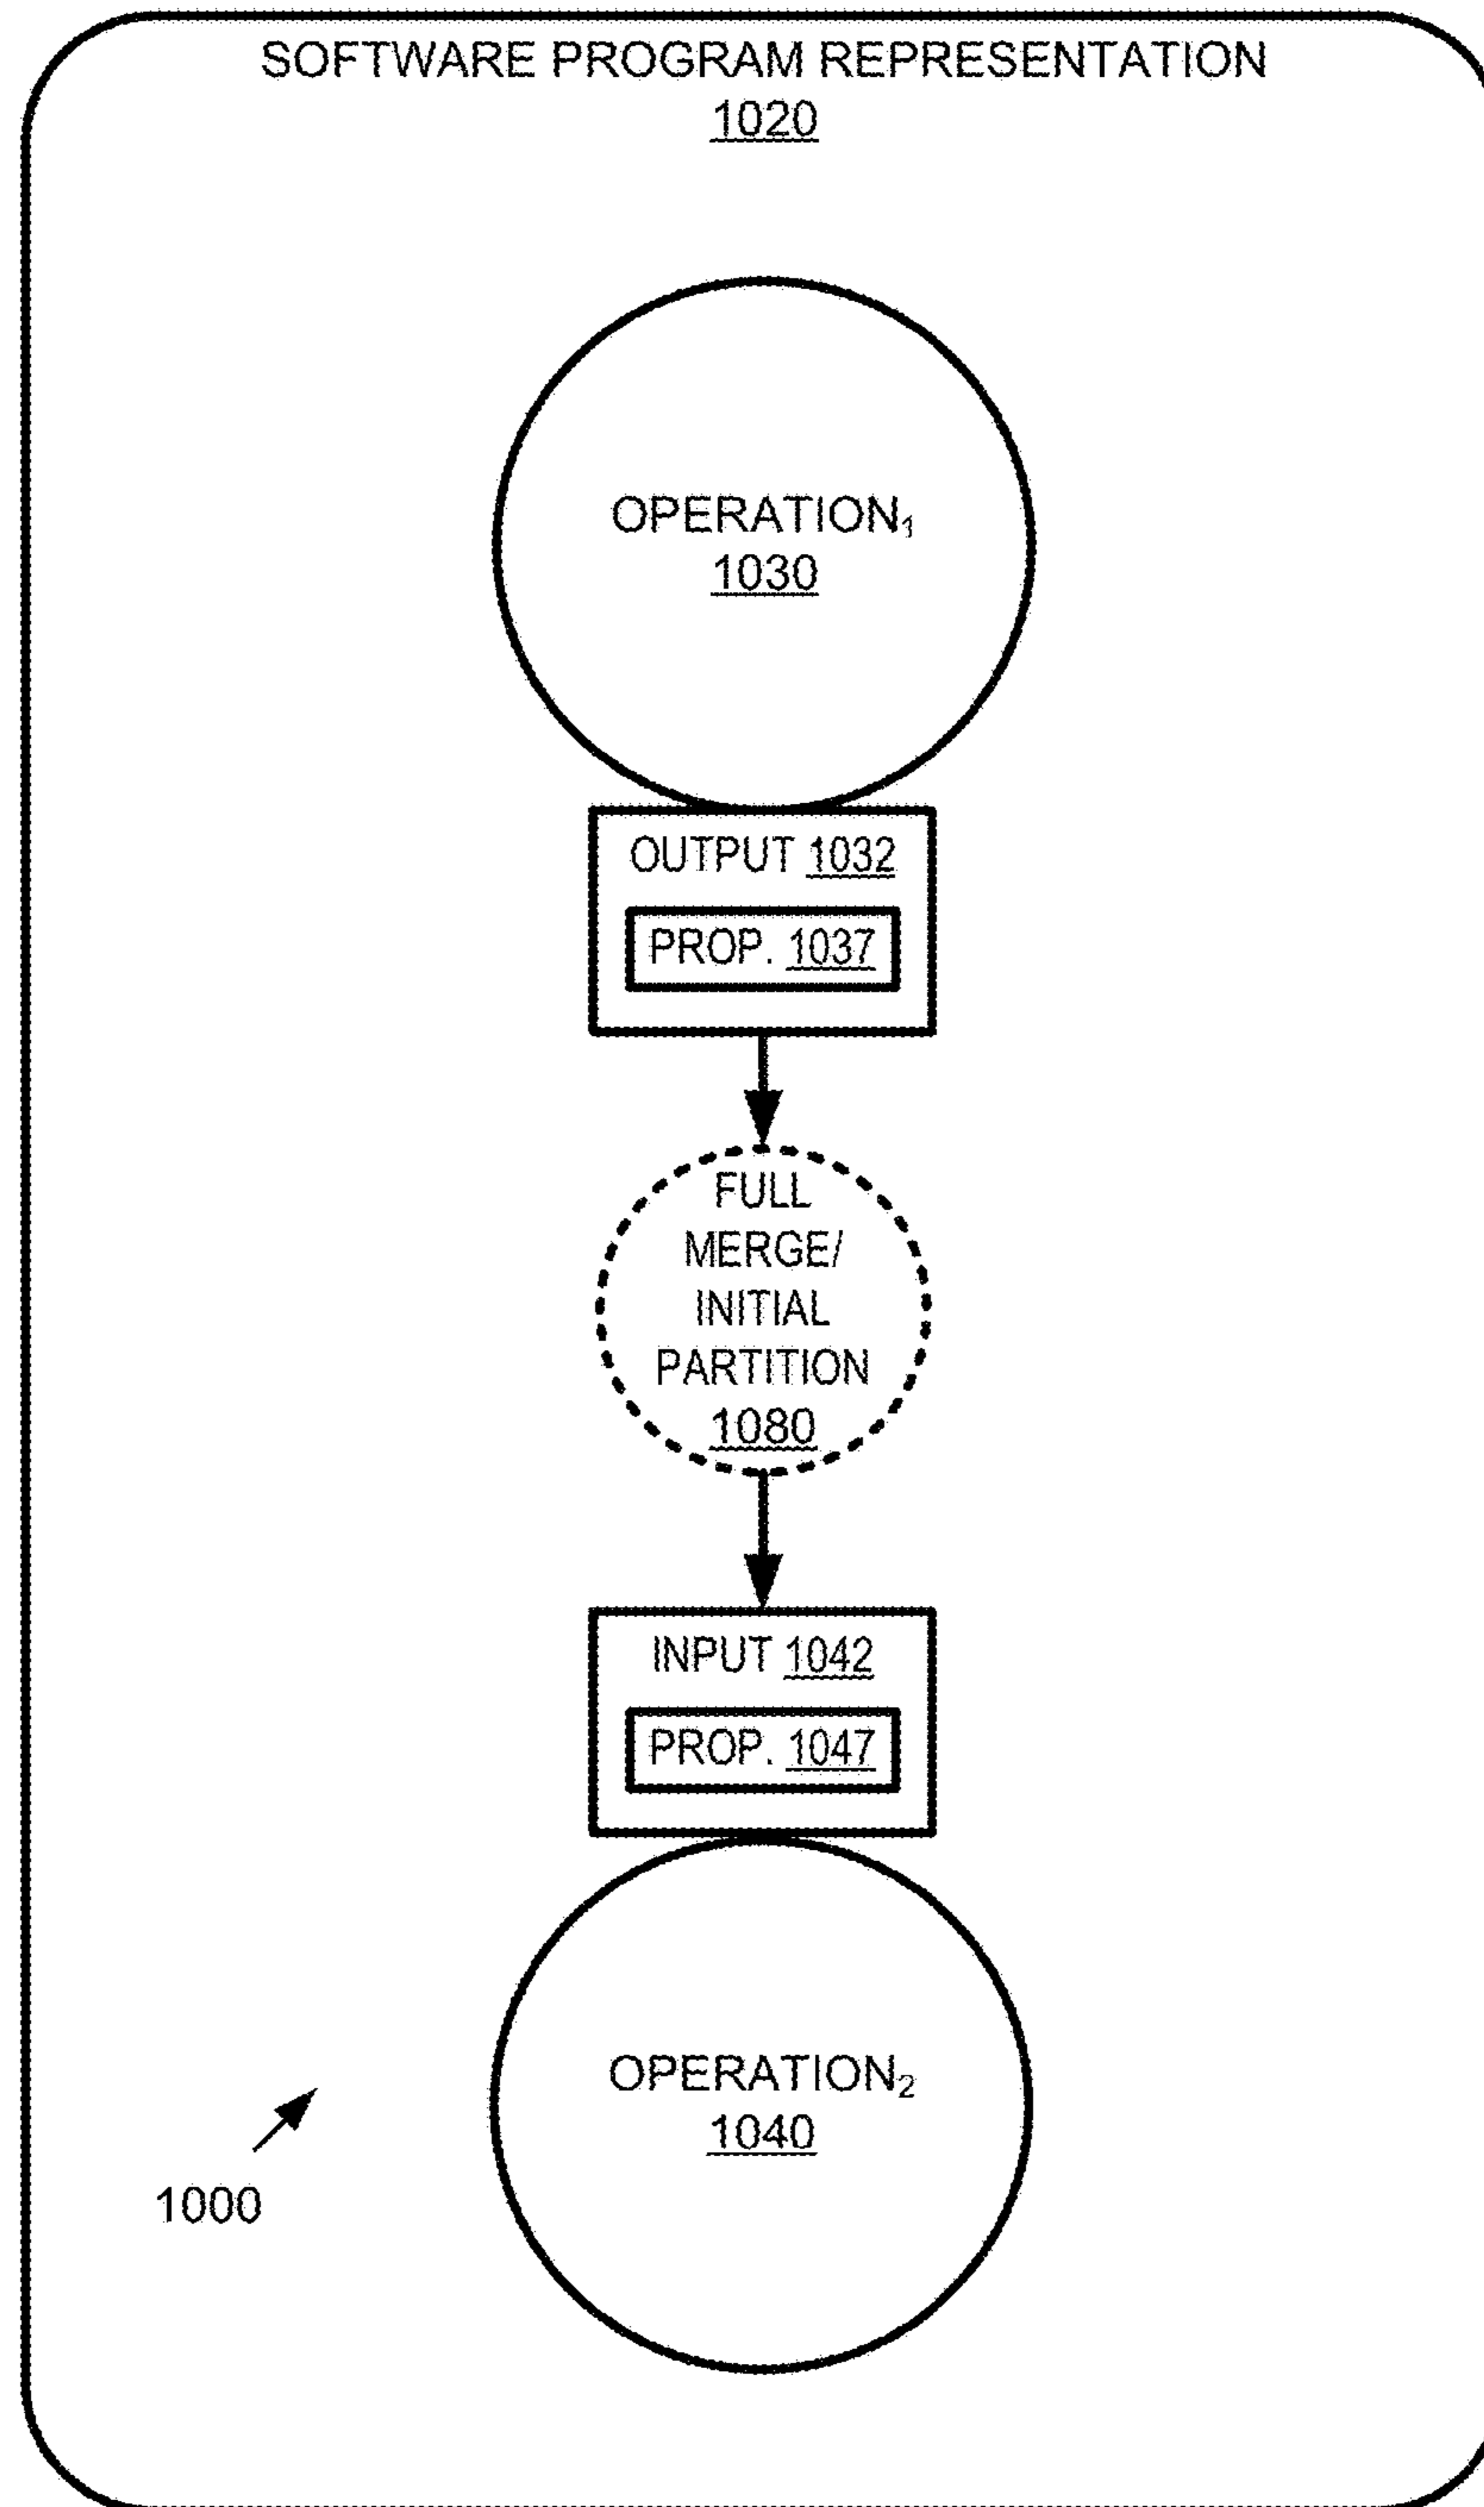 SOFTWARE PROGRAM REPRESENTATION
1020
OPERATION₁
1030
OUTPUT 1032
PROP. 1037
FULL
MERGE/
INITIAL
PARTITION
1080
INPUT 1042
PROP. 1047
OPERATION₂
1040
1000